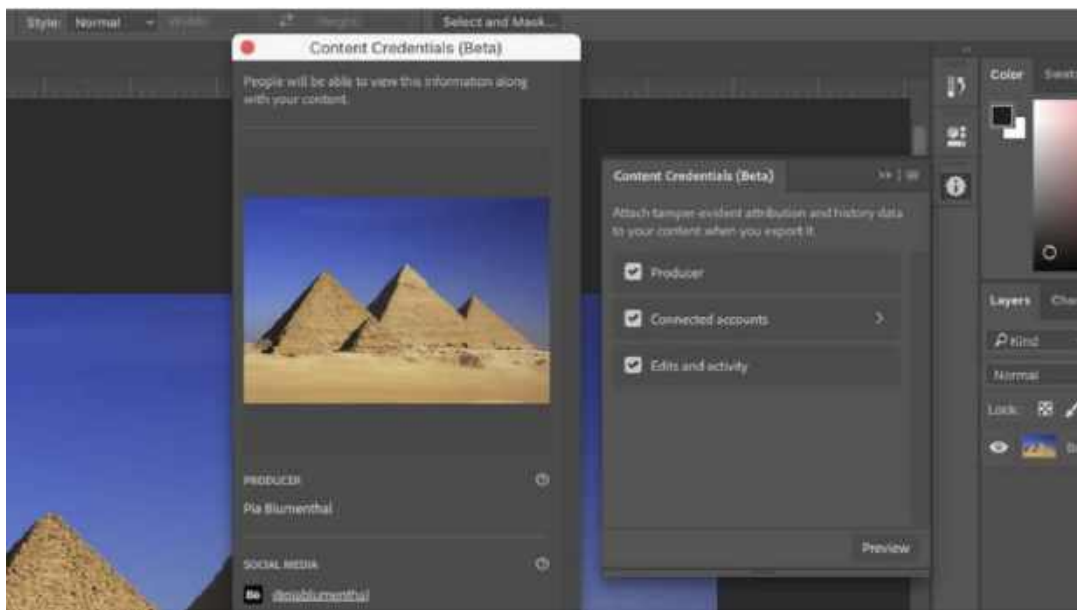 Style: Normal
Select and Mask...
Content Credentials (Beta)
People will be able to view this information along
with your content.
PRODUCER
Pia Blumenthal
SOCIAL MEDIA
Bē @piablumenthal
Content Credentials (Beta)
Attach tamper-evident attribution and history data
to your content when you export it.
Producer
Connected accounts
Edits and activity
Preview
Color
Layers
Kind
Normal
Lock: